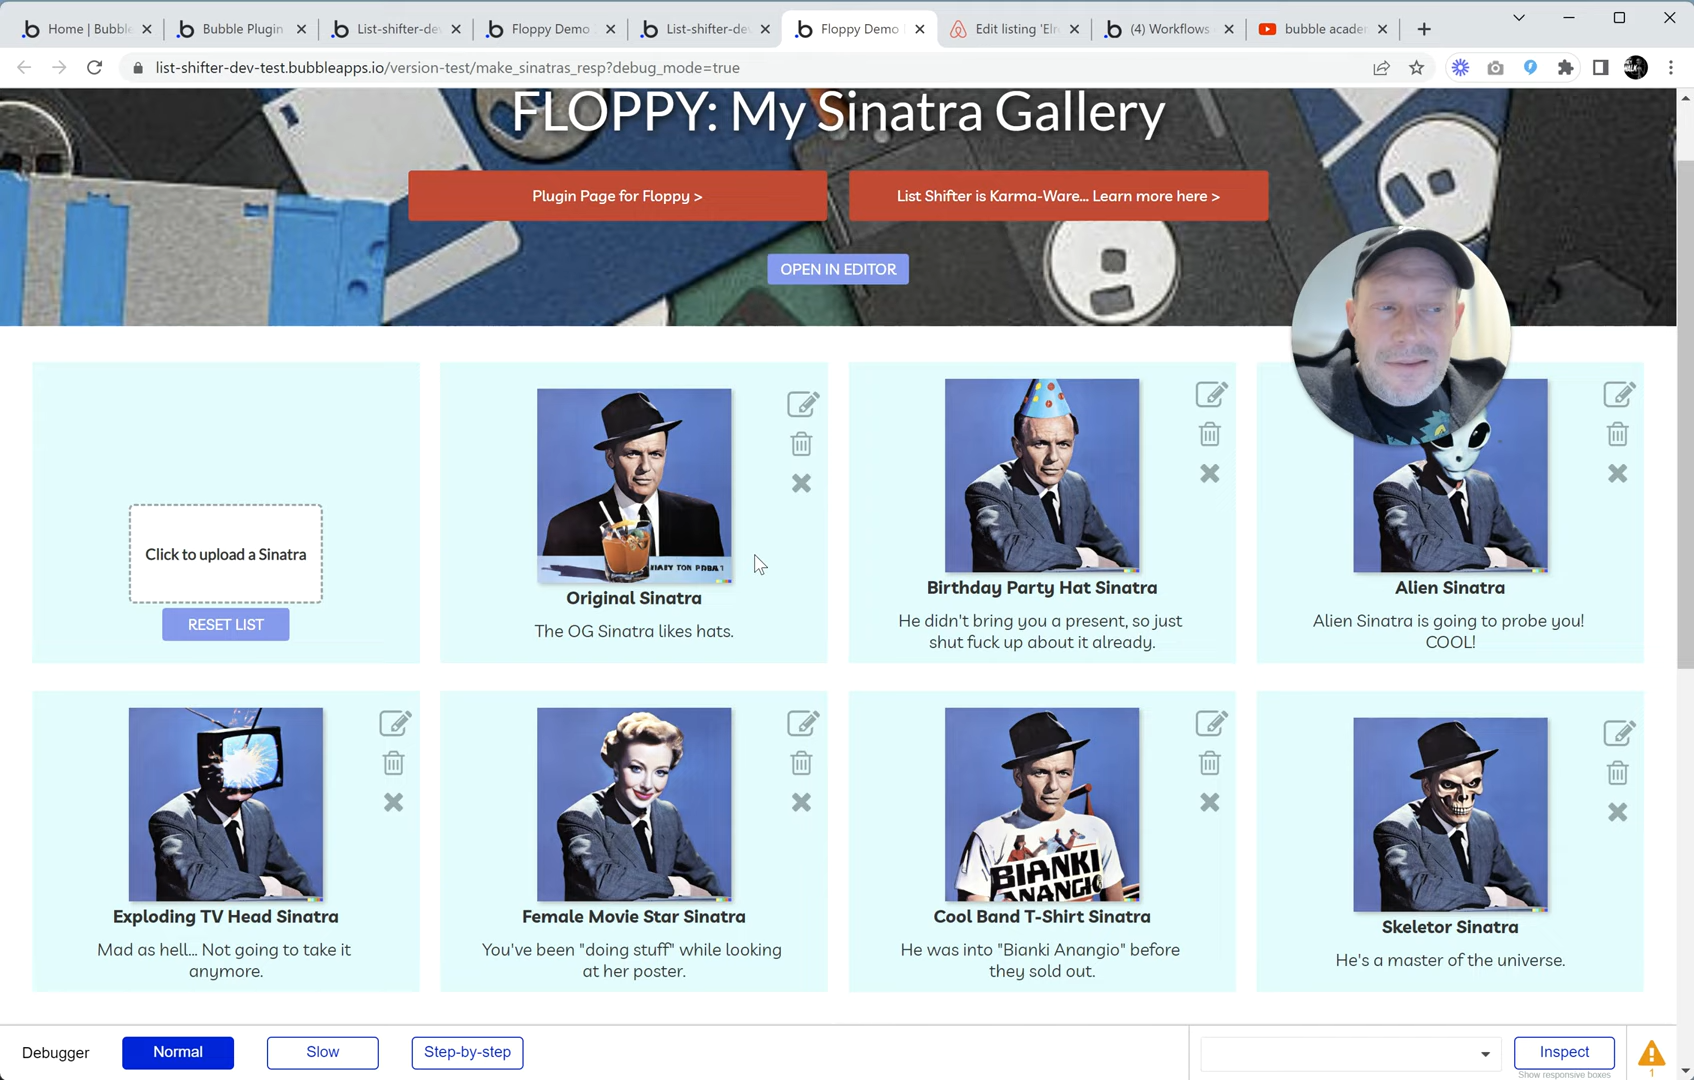 Home | Bubble
Bubble Plugin
List-shifter-dev
Floppy Demo
List-shifter-dev
Floppy Demo
Edit listing 'Elr
(4) Workflows
bubble academ
list-shifter-dev-test.bubbleapps.io/version-test/make_sinatras_resp?debug_mode=true
FLOPPY: My Sinatra Gallery
Plugin Page for Floppy >
List Shifter is Karma-Ware... Learn more here >
OPEN IN EDITOR
Click to upload a Sinatra
RESET LIST
Original Sinatra
The OG Sinatra likes hats.
Birthday Party Hat Sinatra
He didn't bring you a present, so just
shut fuck up about it already.
Alien Sinatra
Alien Sinatra is going to probe you!
COOL!
Exploding TV Head Sinatra
Mad as hell... Not going to take it
anymore.
Female Movie Star Sinatra
You've been "doing stuff" while looking
at her poster.
BIANKI
ANANGIO
Cool Band T-Shirt Sinatra
He was into "Bianki Anangio" before
they sold out.
Skeletor Sinatra
He's a master of the universe.
Debugger
Normal
Slow
Step-by-step
Inspect
Show responsive boxes
1